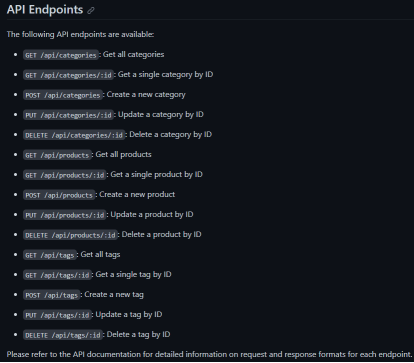 API Endpoints
The following API endpoints are available:
• GET /api/categories: Get all categories
• GET /api/categories/:id: Get a single category by ID
• POST /api/categories: Create a new category
• PUT /api/categories/:id: Update a category by ID
• DELETE /api/categories/:id: Delete a category by ID
• GET /api/products: Get all products
• GET /api/products/:id: Get a single product by ID
• POST /api/products: Create a new product
• PUT /api/products/:id: Update a product by ID
• DELETE /api/products/:id: Delete a product by ID
• GET /api/tags: Get all tags
• GET /api/tags/:id: Get a single tag by ID
• POST /api/tags: Create a new tag
• PUT /api/tags/:id: Update a tag by ID
• DELETE /api/tags/:id: Delete a tag by ID
Please refer to the API documentation for detailed information on request and response formats for each endpoint.